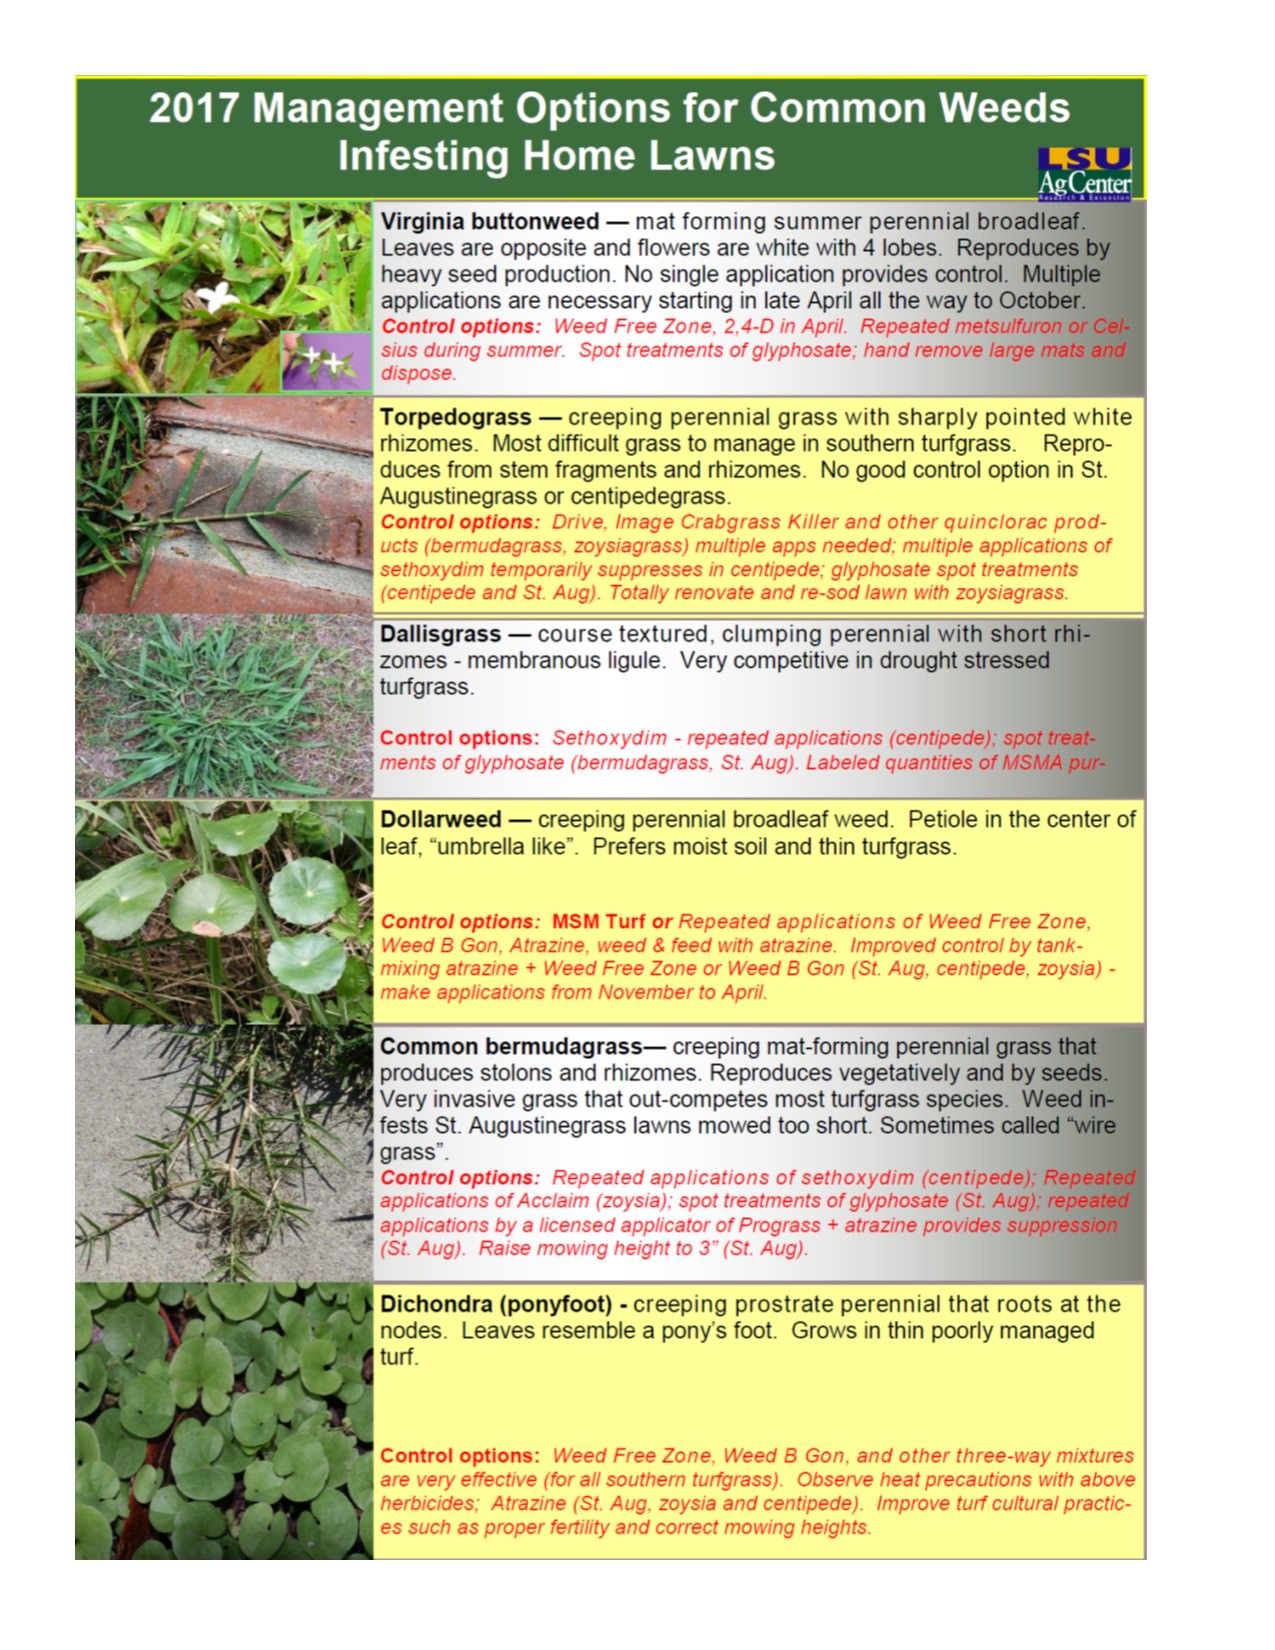 2017 Management Options for Common Weeds
Infesting Home Lawns
LSU
AgCenter
Research & Extension
Virginia buttonweed — mat forming summer perennial broadleaf.
Leaves are opposite and flowers are white with 4 lobes.  Reproduces by
heavy seed production. No single application provides control.  Multiple
applications are necessary starting in late April all the way to October.
Control options:  Weed Free Zone, 2,4-D in April.  Repeated metsulfuron or Cel-
sius during summer.  Spot treatments of glyphosate; hand remove large mats and
dispose.
Torpedograss — creeping perennial grass with sharply pointed white
rhizomes.  Most difficult grass to manage in southern turfgrass.    Repro-
duces from stem fragments and rhizomes.  No good control option in St.
Augustinegrass or centipedegrass.
Control options:  Drive, Image Crabgrass Killer and other quinclorac prod-
ucts (bermudagrass, zoysiagrass) multiple apps needed; multiple applications of
sethoxydim temporarily suppresses in centipede; glyphosate spot treatments
(centipede and St. Aug). Totally renovate and re-sod lawn with zoysiagrass.
Dallisgrass — course textured, clumping perennial with short rhi-
zomes - membranous ligule.  Very competitive in drought stressed
turfgrass.
Control options:  Sethoxydim - repeated applications (centipede); spot treat-
ments of glyphosate (bermudagrass, St. Aug). Labeled quantities of MSMA pur-
Dollarweed — creeping perennial broadleaf weed.  Petiole in the center of
leaf, “umbrella like”.  Prefers moist soil and thin turfgrass.
Control options:  MSM Turf or Repeated applications of Weed Free Zone,
Weed B Gon, Atrazine, weed & feed with atrazine.  Improved control by tank-
mixing atrazine + Weed Free Zone or Weed B Gon (St. Aug, centipede, zoysia) -
make applications from November to April.
Common bermudagrass— creeping mat-forming perennial grass that
produces stolons and rhizomes. Reproduces vegetatively and by seeds.
Very invasive grass that out-competes most turfgrass species.  Weed in-
fests St. Augustinegrass lawns mowed too short. Sometimes called “wire
grass”.
Control options:  Repeated applications of sethoxydim (centipede); Repeated
applications of Acclaim (zoysia); spot treatments of glyphosate (St. Aug); repeated
applications by a licensed applicator of Prograss + atrazine provides suppression
(St. Aug).  Raise mowing height to 3” (St. Aug).
Dichondra (ponyfoot) - creeping prostrate perennial that roots at the
nodes.  Leaves resemble a pony’s foot.  Grows in thin poorly managed
turf.
Control options:  Weed Free Zone, Weed B Gon, and other three-way mixtures
are very effective (for all southern turfgrass).  Observe heat precautions with above
herbicides;  Atrazine (St. Aug, zoysia and centipede).  Improve turf cultural practic-
es such as proper fertility and correct mowing heights.